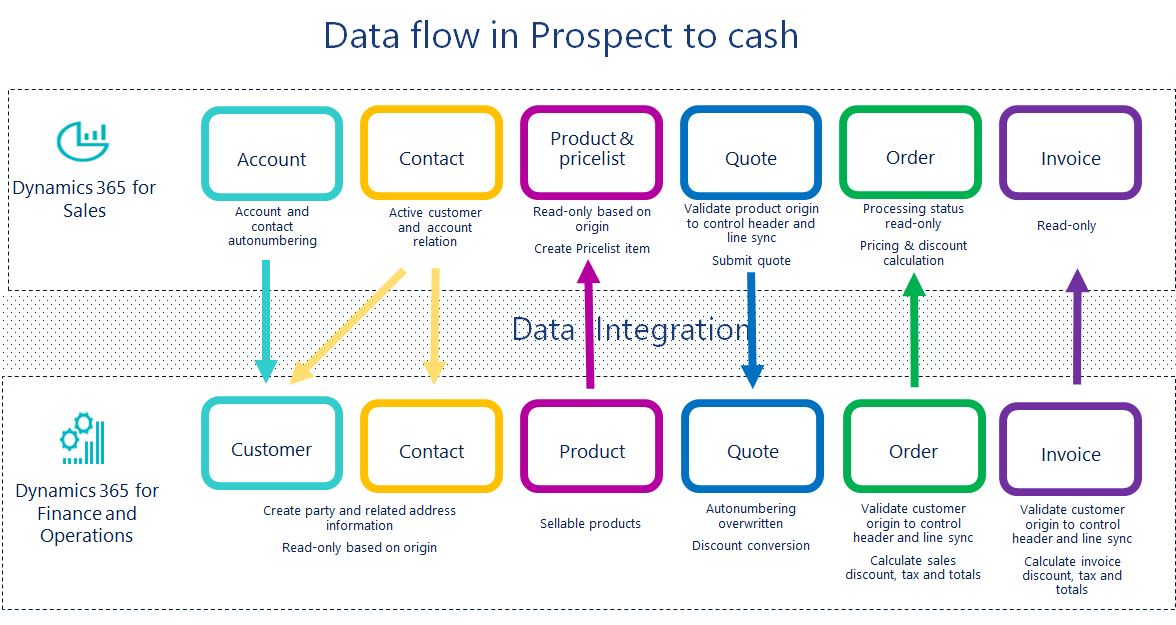 Data flow in Prospect to cash
Dynamics 365 for
Sales
Account
Contact
Product &
pricelist
Quote
Order
Invoice
Account and
contact
autonumbering
Active customer
and account
relation
Read-only based on
origin
Create Pricelist item
Validate product origin
to control header and
line sync
Submit quote
Processing status
read-only
Pricing & discount
calculation
Read-only
Data Integration
Dynamics 365 for
Finance and
Operations
Customer
Contact
Product
Quote
Order
Invoice
Create party and related address
information
Read-only based on origin
Sellable products
Autonumbering
overwritten
Discount conversion
Validate customer
origin to control
header and line sync
Calculate sales
discount, tax and totals
Validate customer
origin to control
header and line sync
Calculate invoice
discount, tax and
totals